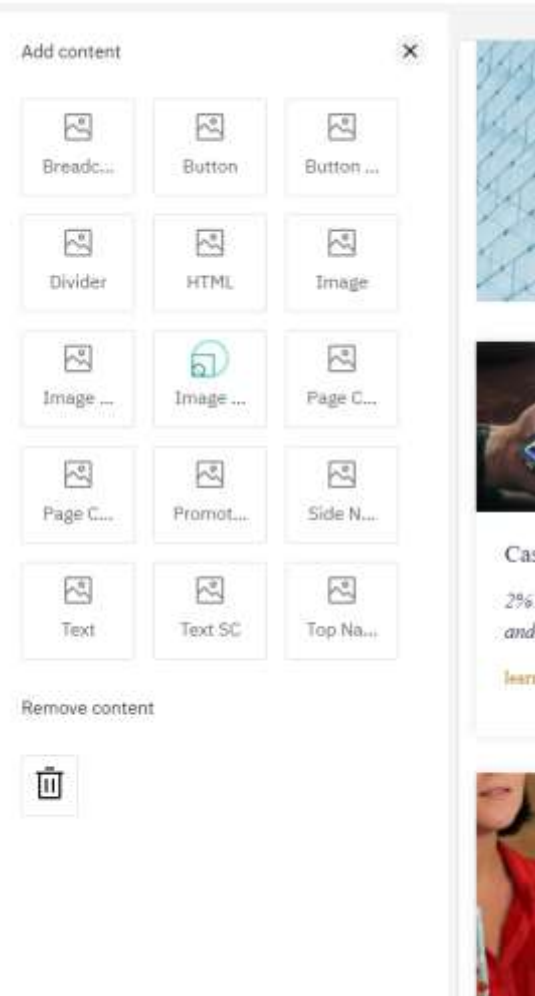 Add content
Breadc...
Button
Button ...
Divider
HTML
Image
Image ...
Image ...
Page C...
Page C...
Promot...
Side N...
Text
Text SC
Top Na...
Remove content
Cas
2%
and
learn